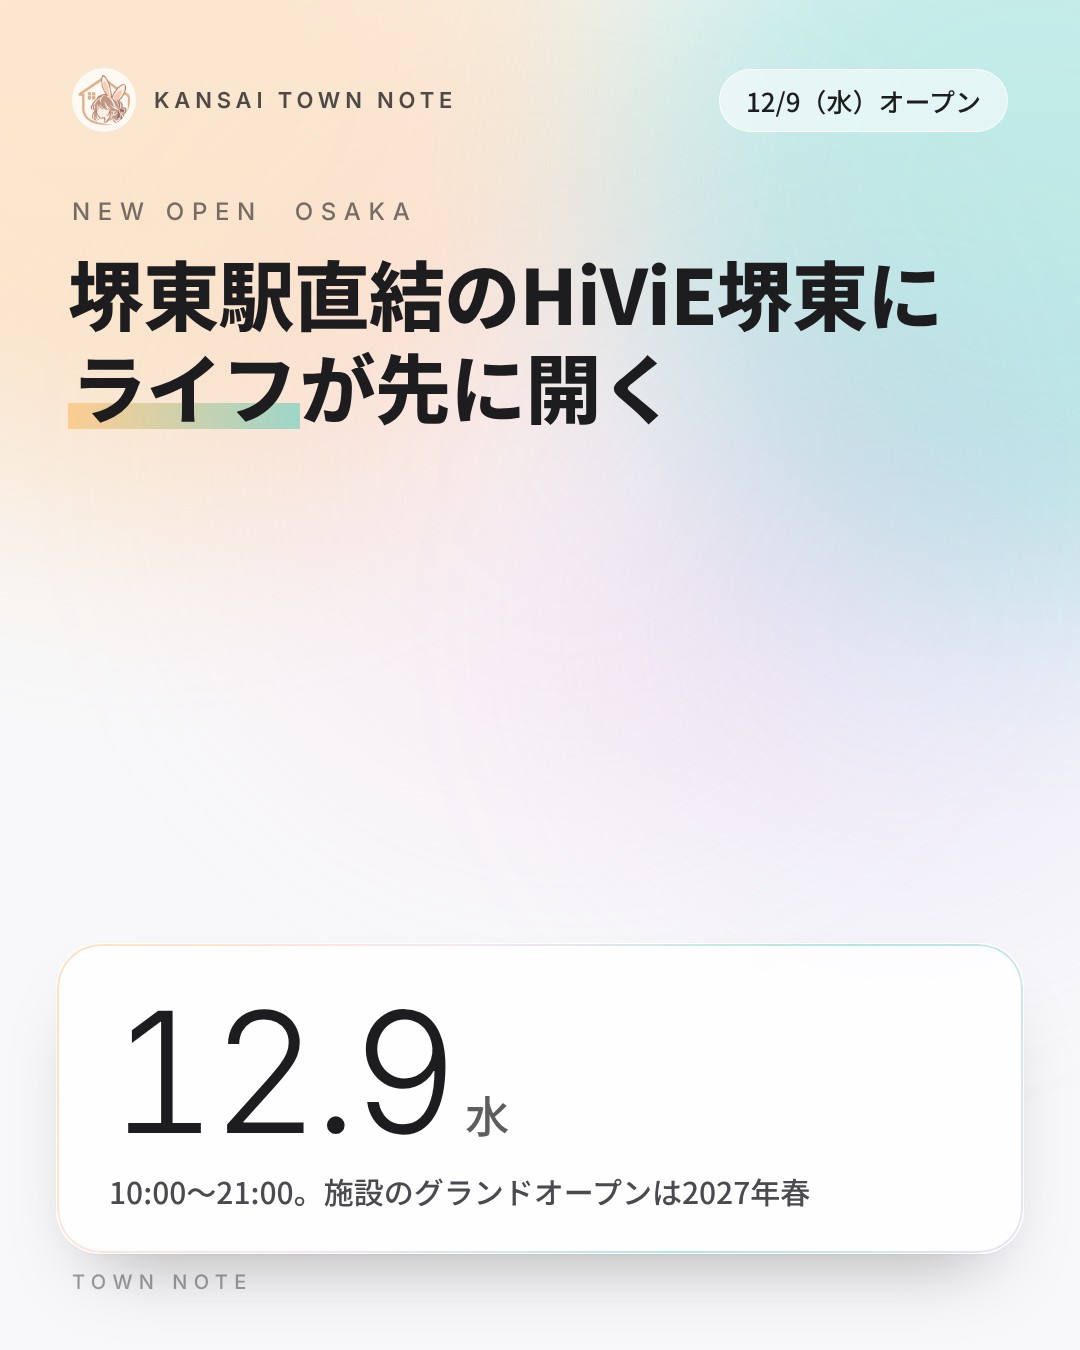 KANSAI TOWN NOTE
12/9（水）オープン
NEW OPEN OSAKA
堺東駅直結のHiViE堺東に
ライフが先に開く
12.9 水
10:00〜21:00。施設のグランドオープンは2027年春
TOWN NOTE